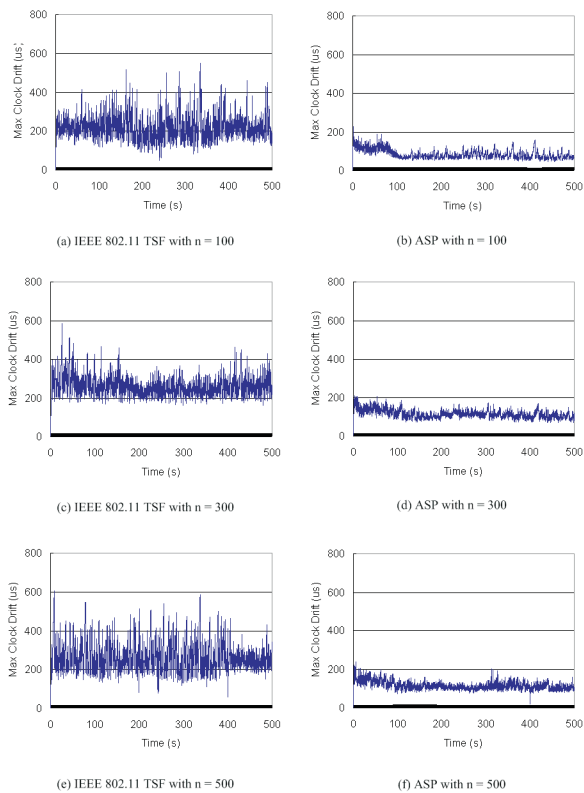 Max Clock Drift (us)
800
600
400
200
0
0 100 200 300 400 500
Time (s)
(a) IEEE 802.11 TSF with n = 100
Max Clock Drift (us)
800
600
400
200
0
0 100 200 300 400 500
Time (s)
(b) ASP with n = 100
Max Clock Drift (us)
800
600
400
200
0
0 100 200 300 400 500
Time (s)
(c) IEEE 802.11 TSF with n = 300
Max Clock Drift (us)
800
600
400
200
0
0 100 200 300 400 500
Time (s)
(d) ASP with n = 300
Max Clock Drift (us)
800
600
400
200
0
0 100 200 300 400 500
Time (s)
(e) IEEE 802.11 TSF with n = 500
Max Clock Drift (us)
800
600
400
200
0
0 100 200 300 400 500
Time (s)
(f) ASP with n = 500